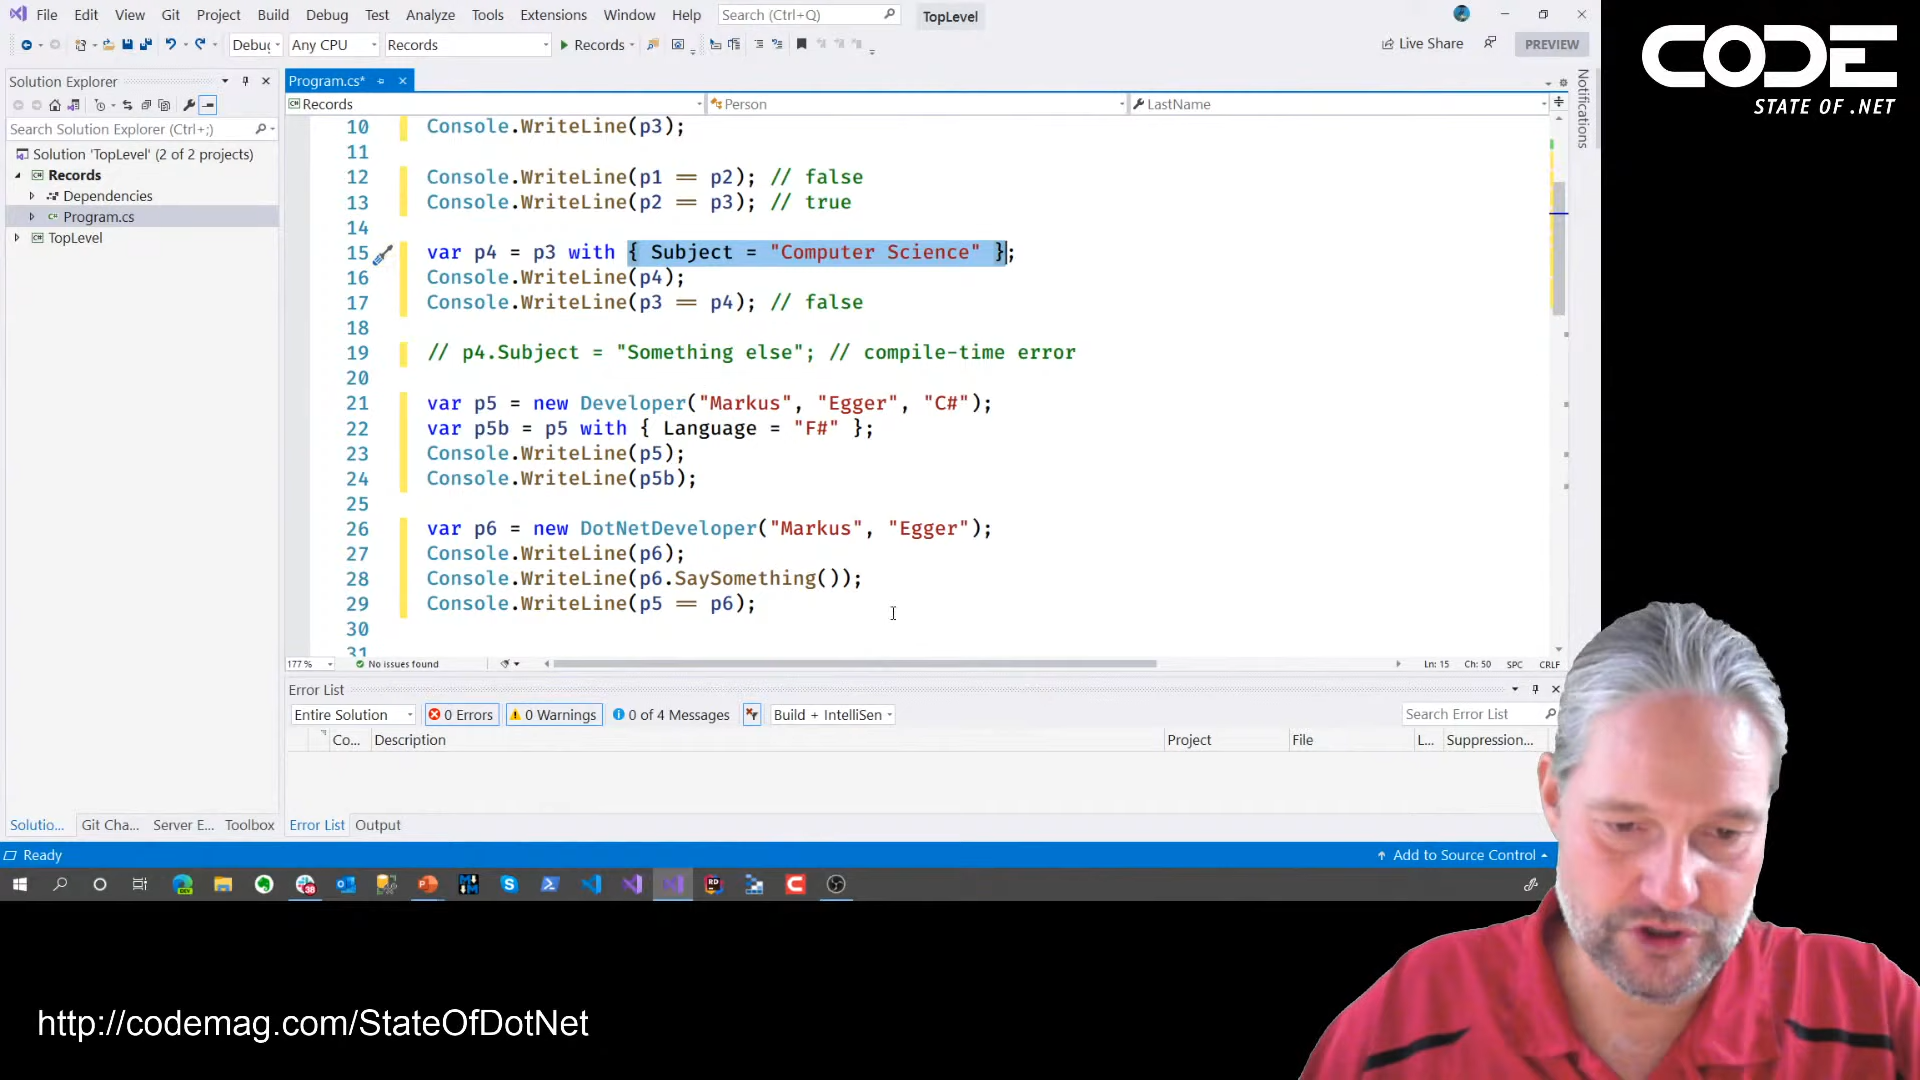 File Edit View Git Project Build Debug Test Analyze Tools Extensions Window Help Search (Ctrl+Q) TopLevel
Debug Any CPU Records Records Live Share PREVIEW
CODE
STATE OF .NET
Solution Explorer
Search Solution Explorer (Ctrl+;)
Solution 'TopLevel' (2 of 2 projects)
Records
Dependencies
Program.cs
TopLevel
Program.cs*
Records Person LastName
Notifications
10 Console.WriteLine(p3);
11
12 Console.WriteLine(p1 == p2); // false
13 Console.WriteLine(p2 == p3); // true
14
15 var p4 = p3 with { Subject = "Computer Science" };
16 Console.WriteLine(p4);
17 Console.WriteLine(p3 == p4); // false
18
19 // p4.Subject = "Something else"; // compile-time error
20
21 var p5 = new Developer("Markus", "Egger", "C#");
22 var p5b = p5 with { Language = "F#" };
23 Console.WriteLine(p5);
24 Console.WriteLine(p5b);
25
26 var p6 = new DotNetDeveloper("Markus", "Egger");
27 Console.WriteLine(p6);
28 Console.WriteLine(p6.SaySomething());
29 Console.WriteLine(p5 == p6);
30
31
177 % No issues found Ln: 15 Ch: 50 SPC CRLF
Error List
Entire Solution 0 Errors 0 Warnings 0 of 4 Messages Build + IntelliSen Search Error List
Co... Description Project File L... Suppression...
Solutio... Git Cha... Server E... Toolbox Error List Output
Ready Add to Source Control
http://codemag.com/StateOfDotNet